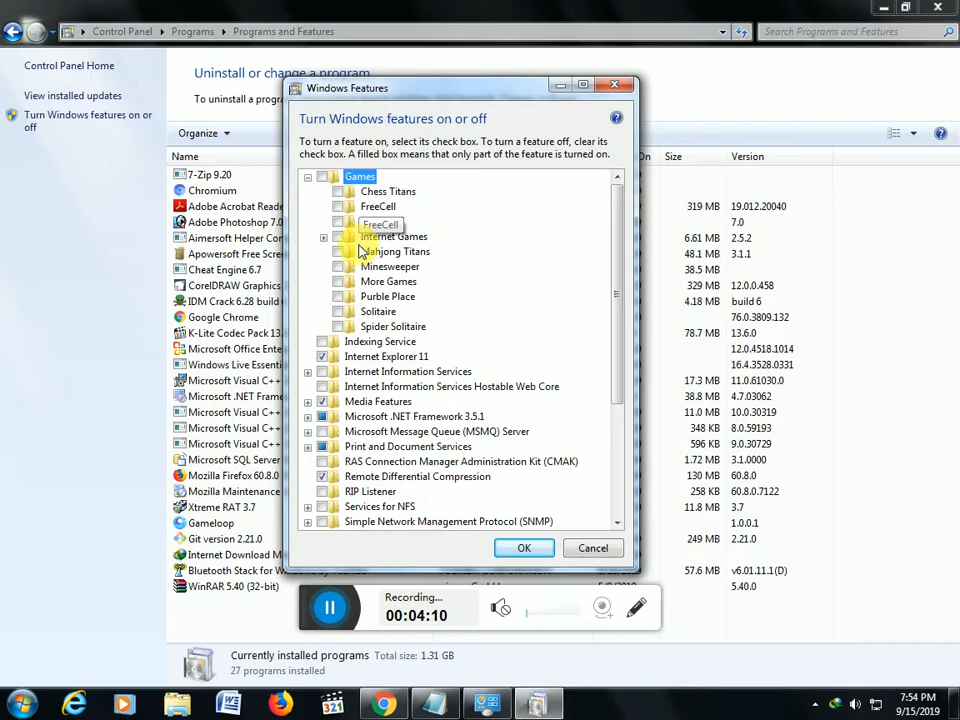 Control Panel
Programs
Programs and Features
Search Programs and Features
Control Panel Home
View installed updates
Turn Windows features on or
off
Uninstall or change a program
To uninstall a
Organize
Name
On
Size
Version
7-Zip 9.20
Chromium
Adobe Acrobat
319 MB 19.012.20040
Adobe Photoshop 7.0
7.0
Aimersoft Helper
6.61 MB 2.5.2
Apowersoft Free
48.1 MB 3.1.1
Cheat Engine 6.7
38.5 MB
CorelDRAW
329 MB 12.0.0.458
IDM Crack 6.28
4.18 MB build 6
Google Chrome
76.0.3809.132
K-Lite Codec Pack 13.
78.7 MB 13.6.0
Microsoft Office
12.0.4518.1014
Windows Live
16.4.3528.0331
Microsoft Visual C++
17.3 MB 11.0.61030.0
Microsoft .NET
38.8 MB 4.7.03062
Microsoft Visual C++
11.0 MB 10.0.30319
Microsoft Visual C++
348 KB 8.0.59193
Microsoft Visual C++
596 KB 9.0.30729
Microsoft SQL Server
1.72 MB 3.1.0000
Mozilla Firefox 60.8.0
130 MB 60.8.0
Mozilla Maintenance
258 KB 60.8.0.7122
Xtreme RAT 3.7
3.7
Gameloop
1.0.0.1
Git version 2.21.0
249 MB 2.21.0
Internet Download
Bluetooth Stack for
57.6 MB v6.01.11.1(D)
WinRAR 5.40 (32-bit)
5.40.0
Windows Features
Turn Windows features on or off
To turn a feature on, select its check box. To turn a feature off, clear its
check box. A filled box means that only part of the feature is turned on.
Games
Chess Titans
FreeCell
FreeCell
Internet Games
Mahjong Titans
Minesweeper
More Games
Purble Place
Solitaire
Spider Solitaire
Indexing Service
Internet Explorer 11
Internet Information Services
Internet Information Services Hostable Web Core
Media Features
Microsoft .NET Framework 3.5.1
Microsoft Message Queue (MSMQ) Server
Print and Document Services
RAS Connection Manager Administration Kit (CMAK)
Remote Differential Compression
RIP Listener
Services for NFS
Simple Network Management Protocol (SNMP)
OK
Cancel
Recording...
00:04:10
Currently installed programs Total size: 1.31 GB
27 programs installed
321
7:54 PM
9/15/2019